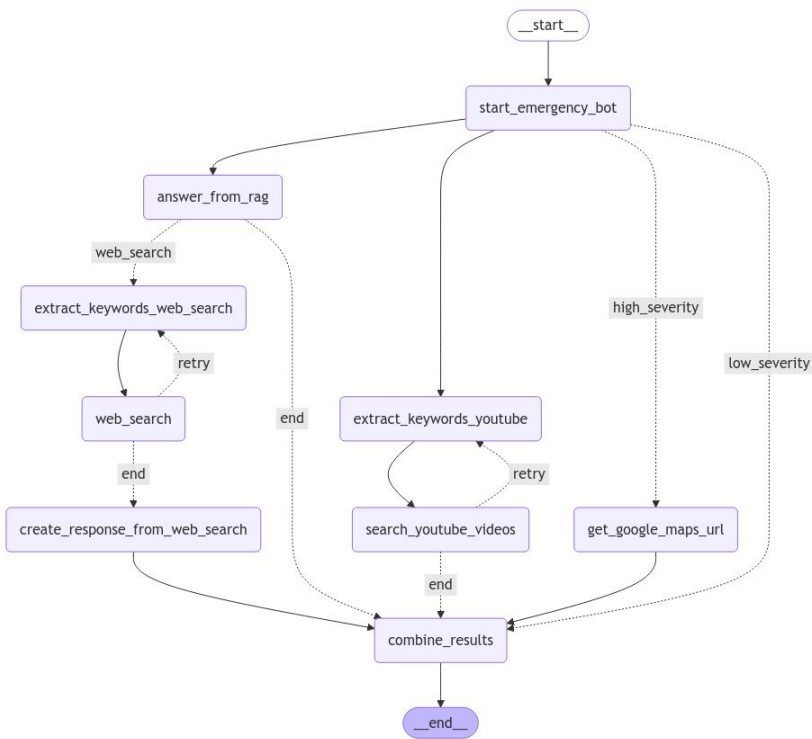 __start__
start_emergency_bot
answer_from_rag
web_search
extract_keywords_web_search
high_severity
retry
low_severity
web_search
end
extract_keywords_youtube
end
retry
create_response_from_web_search
search_youtube_videos
get_google_maps_url
end
combine_results
__end__